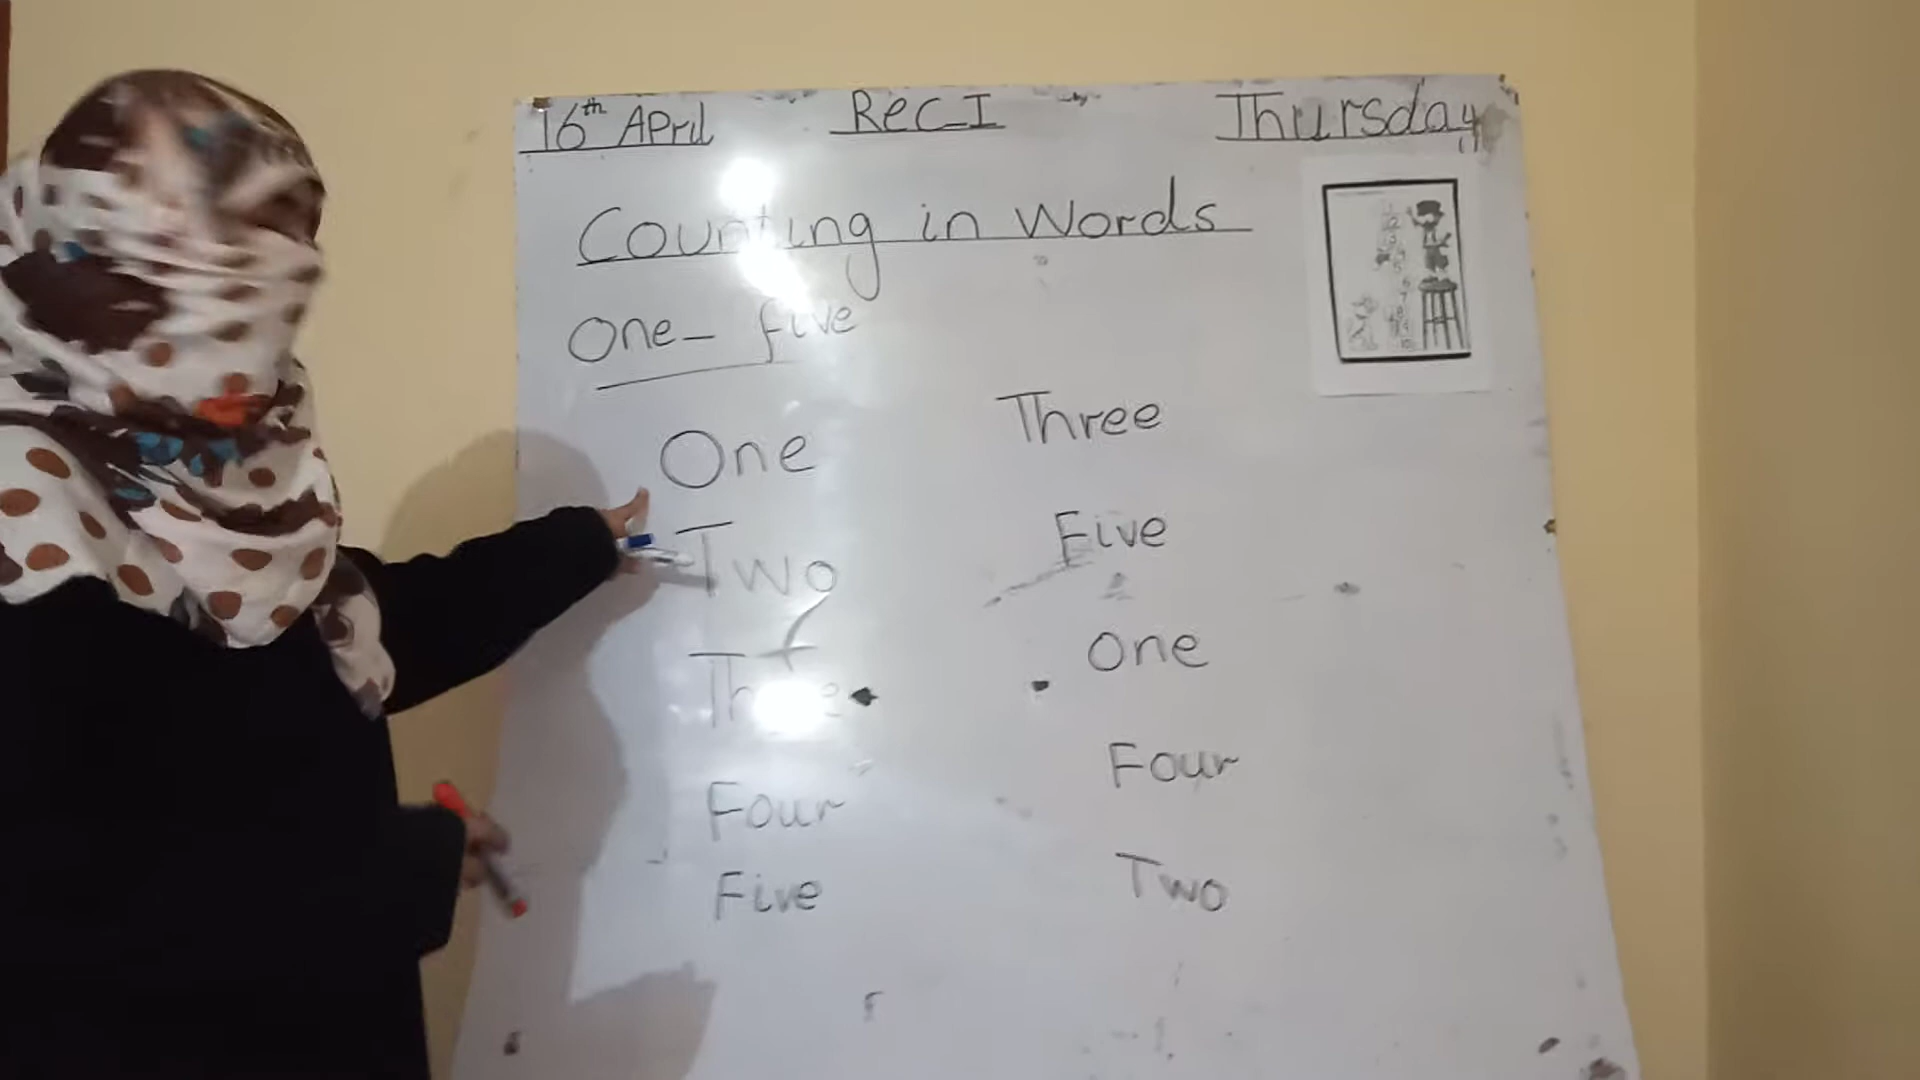 16th April Rec I Thursday
Counting in Words
One - five
One Three
Two Five
Three One
Four Four
Five Two